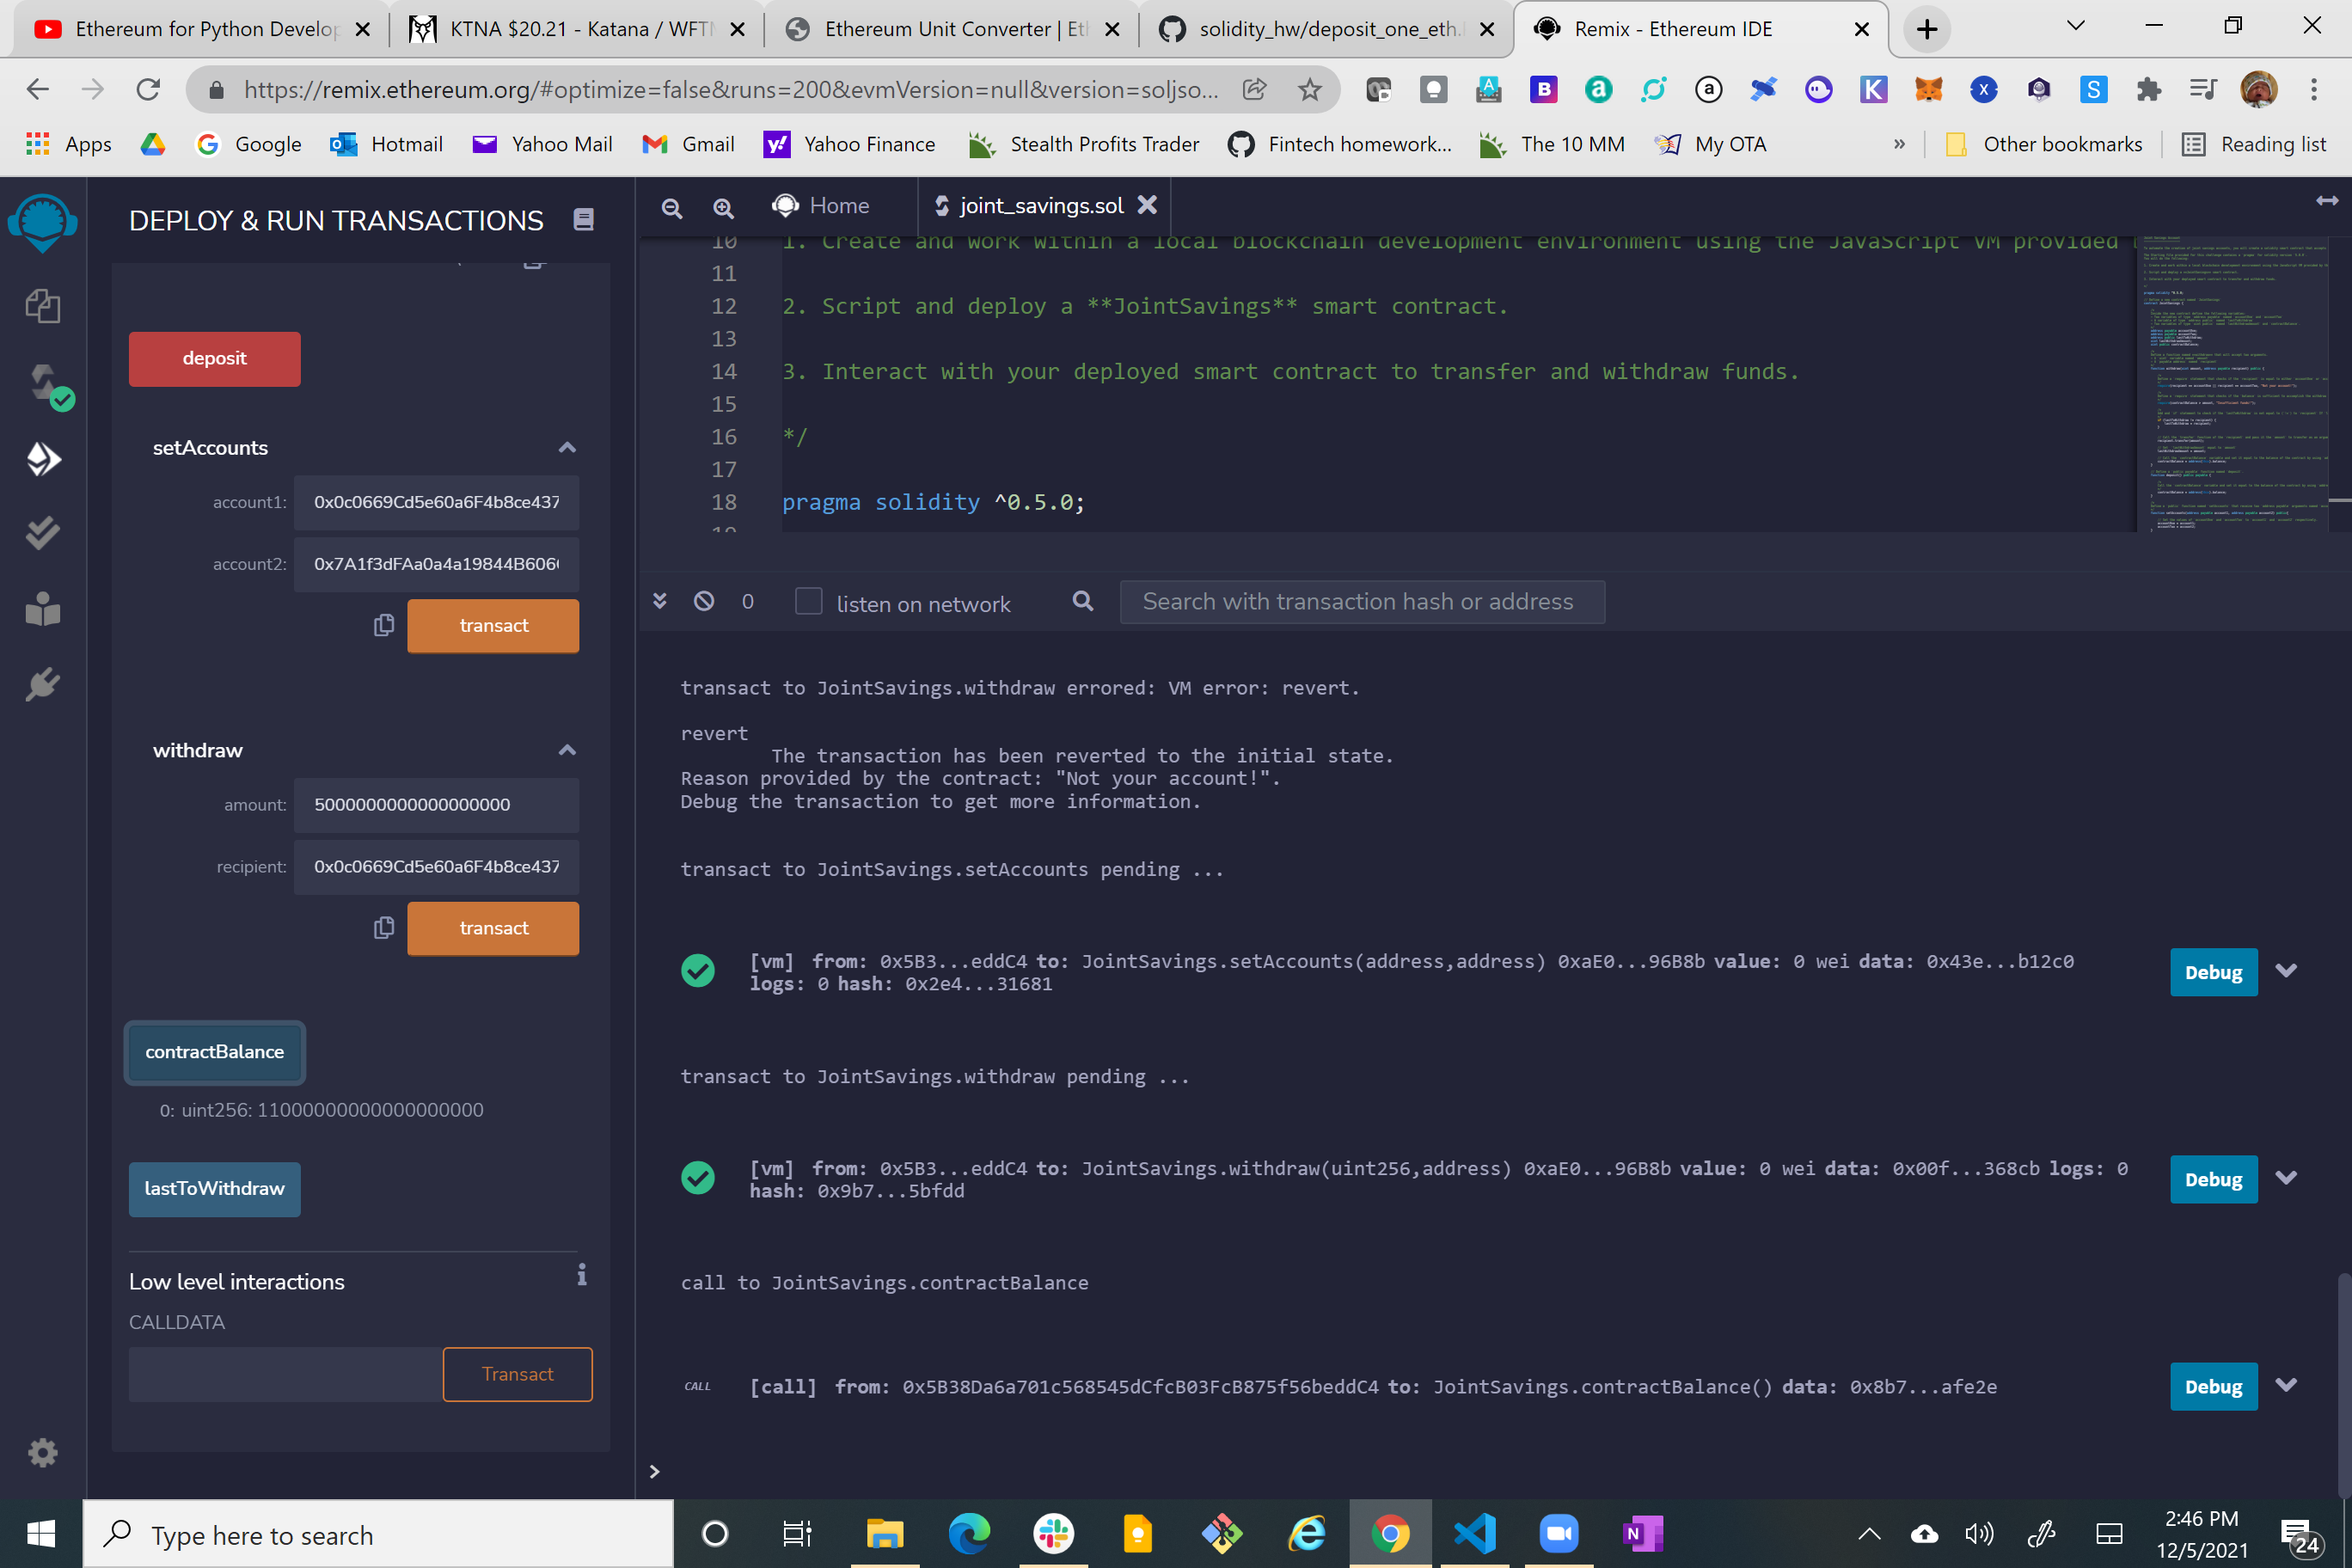 Ethereum for Python Develop
KTNA $20.21 - Katana / WFTM
Ethereum Unit Converter | Eth
solidity_hw/deposit_one_eth.
Remix - Ethereum IDE
https://remix.ethereum.org/#optimize=false&runs=200&evmVersion=null&version=soljso...
Apps
Google
Hotmail
Yahoo Mail
Gmail
Yahoo Finance
Stealth Profits Trader
Fintech homework...
The 10 MM
My OTA
»
Other bookmarks
Reading list
DEPLOY & RUN TRANSACTIONS
deposit
setAccounts
account1: 0x0c0669Cd5e60a6F4b8ce437
account2: 0x7A1f3dFAa0a4a19844B606
transact
withdraw
amount: 5000000000000000000
recipient: 0x0c0669Cd5e60a6F4b8ce437
transact
contractBalance
0: uint256: 11000000000000000000
lastToWithdraw
Low level interactions
CALLDATA
Transact
Home
joint_savings.sol
10 1. Create and work within a local blockchain development environment using the JavaScript VM provided
11
12 2. Script and deploy a **JointSavings** smart contract.
13
14 3. Interact with your deployed smart contract to transfer and withdraw funds.
15
16 */
17
18 pragma solidity ^0.5.0;
19
0
listen on network
Search with transaction hash or address
transact to JointSavings.withdraw errored: VM error: revert.
revert
The transaction has been reverted to the initial state.
Reason provided by the contract: "Not your account!".
Debug the transaction to get more information.
transact to JointSavings.setAccounts pending ...
[vm] from: 0x5B3...eddC4 to: JointSavings.setAccounts(address,address) 0xaE0...96B8b value: 0 wei data: 0x43e...b12c0
logs: 0 hash: 0x2e4...31681
Debug
transact to JointSavings.withdraw pending ...
[vm] from: 0x5B3...eddC4 to: JointSavings.withdraw(uint256,address) 0xaE0...96B8b value: 0 wei data: 0x00f...368cb logs: 0
hash: 0x9b7...5bfdd
Debug
call to JointSavings.contractBalance
CALL [call] from: 0x5B38Da6a701c568545dCfcB03FcB875f56beddC4 to: JointSavings.contractBalance() data: 0x8b7...afe2e
Debug
>
Type here to search
2:46 PM
12/5/2021
24